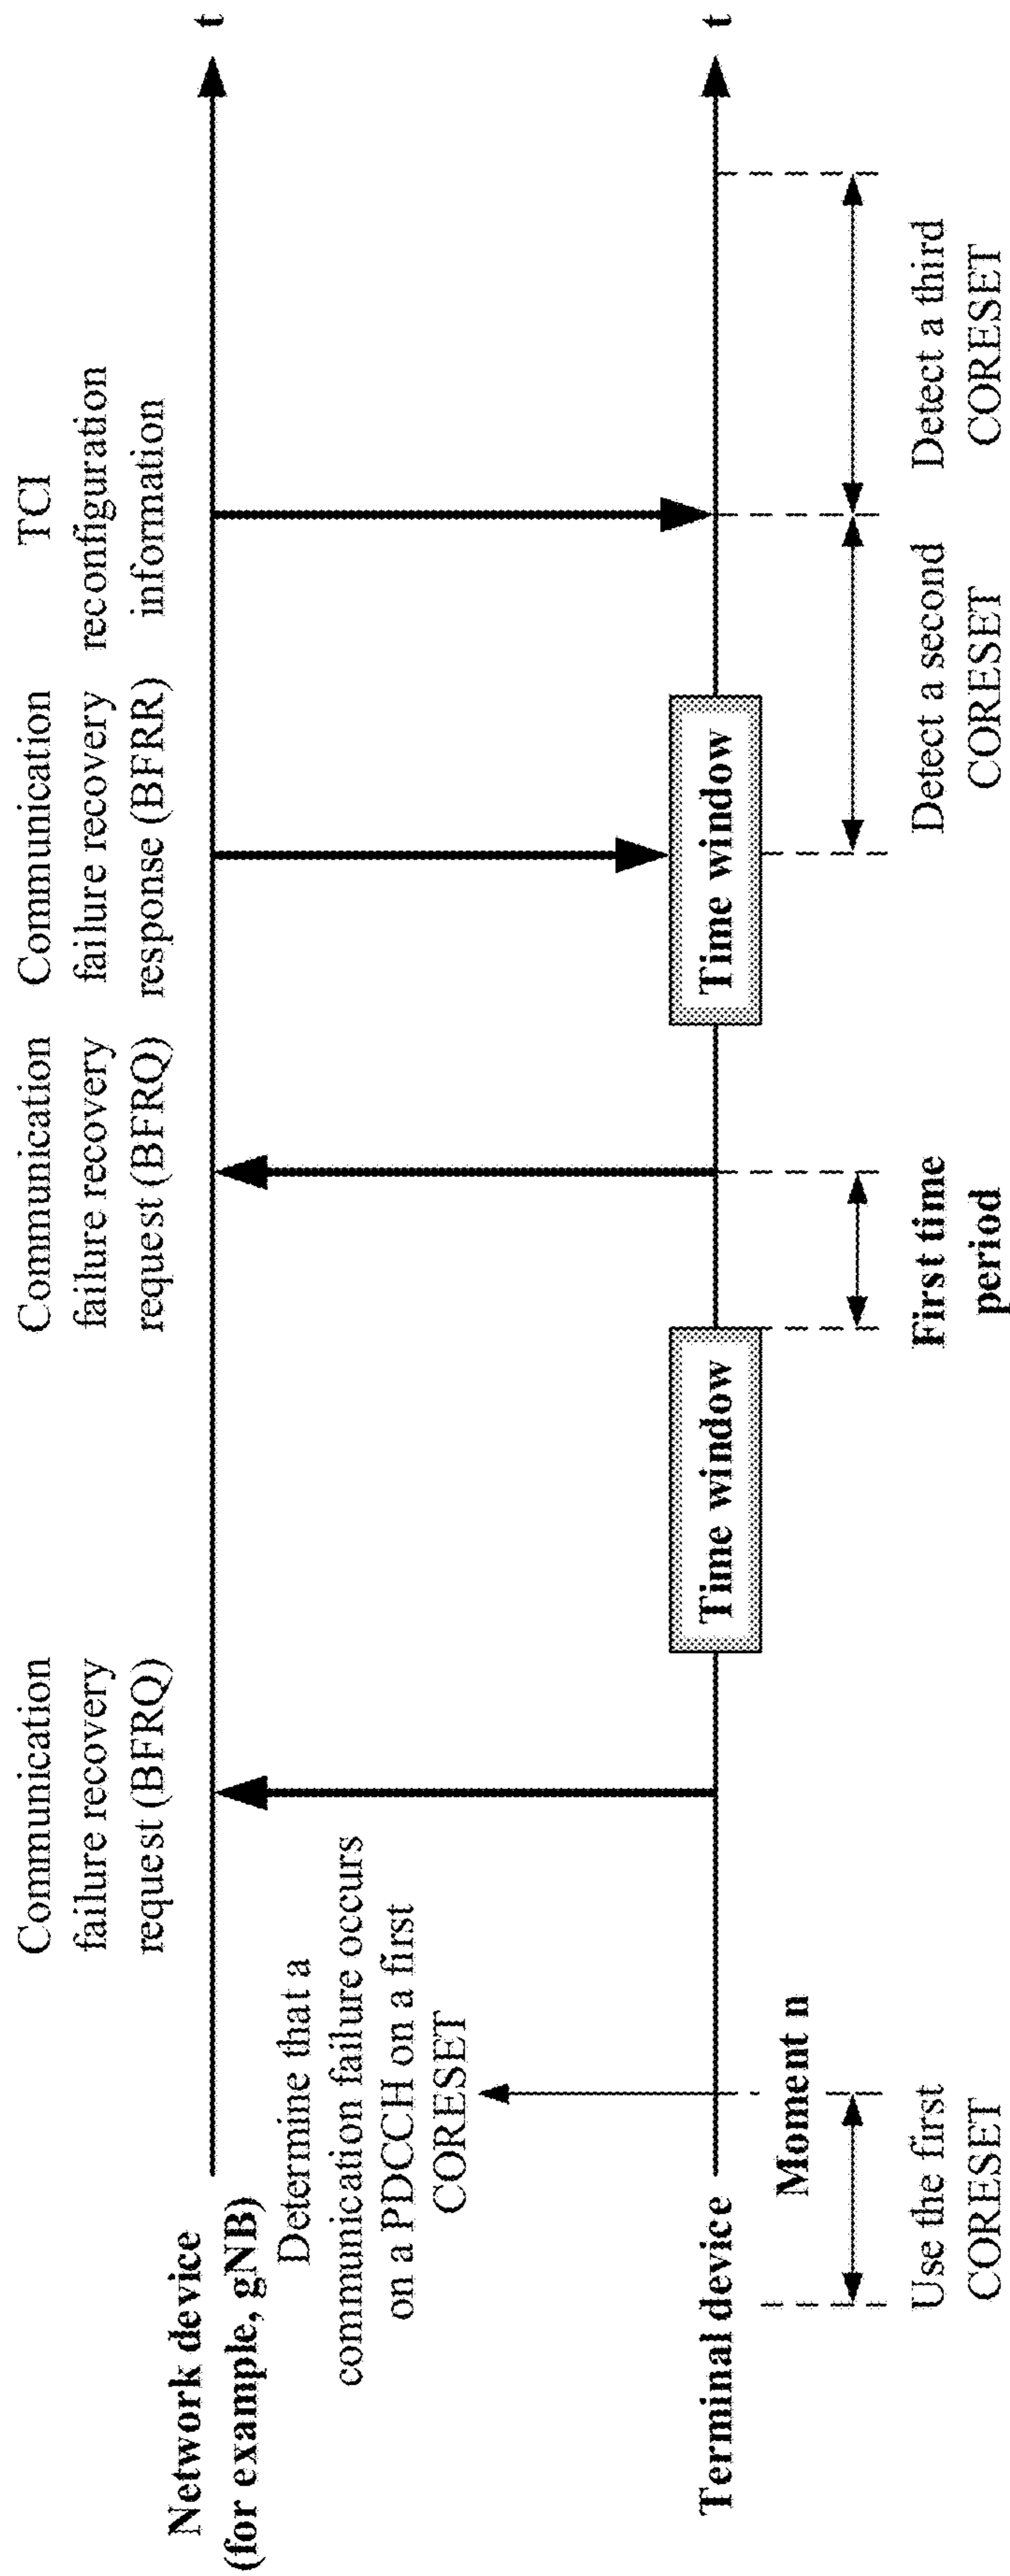 Network device
(for example, gNB)
t
Communication
failure recovery
request (BFRQ)
Communication
failure recovery
request (BFRQ)
Communication
failure recovery
response (BFRR)
TCI
reconfiguration
information
Determine that a
communication failure occurs
on a PDCCH on a first
CORESET
Terminal device
Time window
Time window
t
Moment n
Use the first
CORESET
First time
period
Detect a second
CORESET
Detect a third
CORESET